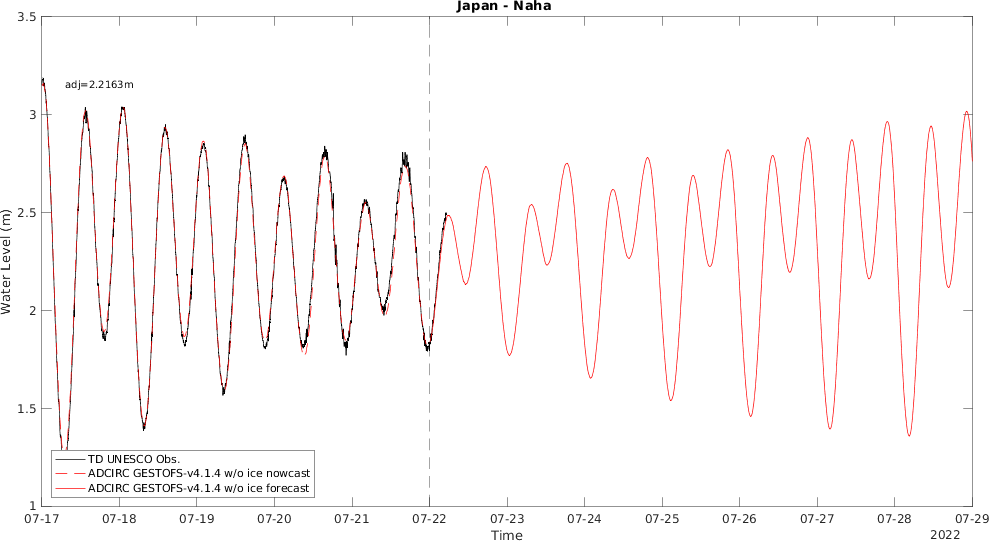 Japan - Naha
adj=2.2163m
3.5
3
2.5
2
1.5
1
Water Level (m)
TD UNESCO Obs.
ADCIRC GESTOFS-v4.1.4 w/o ice nowcast
ADCIRC GESTOFS-v4.1.4 w/o ice forecast
07-17 07-18 07-19 07-20 07-21 07-22 07-23 07-24 07-25 07-26 07-27 07-28 07-29
Time
2022